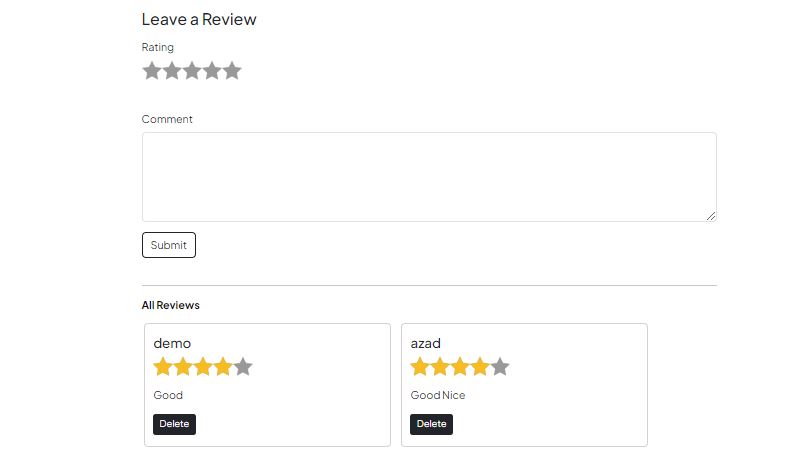 Leave a Review
Rating
Comment
Submit
All Reviews
demo
Good
Delete
azad
Good Nice
Delete